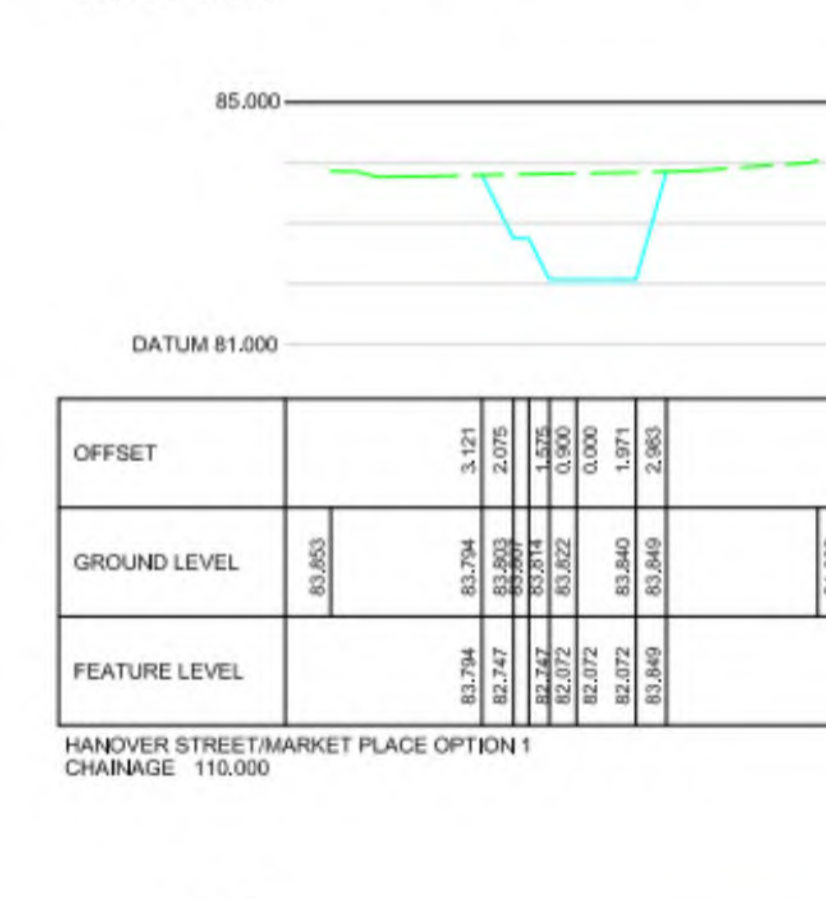 85.000
DATUM 81.000
OFFSET 3.121 2.075 1.575 0.900 0.000 1.971 2.963
GROUND LEVEL 83.853 83.794 83.803 83.807 83.814 83.822 83.840 83.849
FEATURE LEVEL 83.794 82.747 82.747 82.072 82.072 82.072 83.849
HANOVER STREET/MARKET PLACE OPTION 1
CHAINAGE 110.000